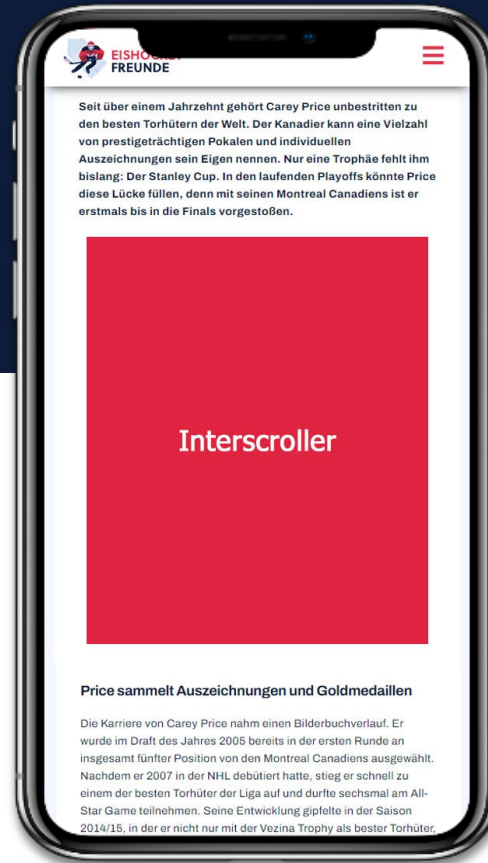 EISHOCKEY
FREUNDE
Seit über einem Jahrzehnt gehört Carey Price unbestritten zu
den besten Torhütern der Welt. Der Kanadier kann eine Vielzahl
von prestigeträchtigen Pokalen und individuellen
Auszeichnungen sein Eigen nennen. Nur eine Trophäe fehlt ihm
bislang: Der Stanley Cup. In den laufenden Playoffs könnte Price
diese Lücke füllen, denn mit seinen Montreal Canadiens ist er
erstmals bis in die Finals vorgestoßen.
Interscroller
Price sammelt Auszeichnungen und Goldmedaillen
Die Karriere von Carey Price nahm einen Bilderbuchverlauf. Er
wurde im Draft des Jahres 2005 bereits in der ersten Runde an
insgesamt fünfter Position von den Montreal Canadiens ausgewählt.
Nachdem er 2007 in der NHL debütiert hatte, stieg er schnell zu
einem der besten Torhüter der Liga auf und durfte sechsmal am All-
Star Game teilnehmen. Seine Entwicklung gipfelte in der Saison
2014/15, in der er nicht nur mit der Vezina Trophy als bester Torhüter,